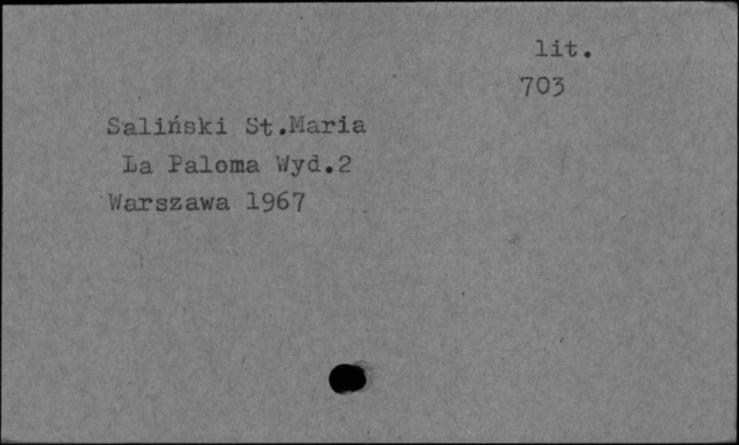 lit.
703
Saliński St.Maria
La Paloma Wyd.2
Warszawa 1967